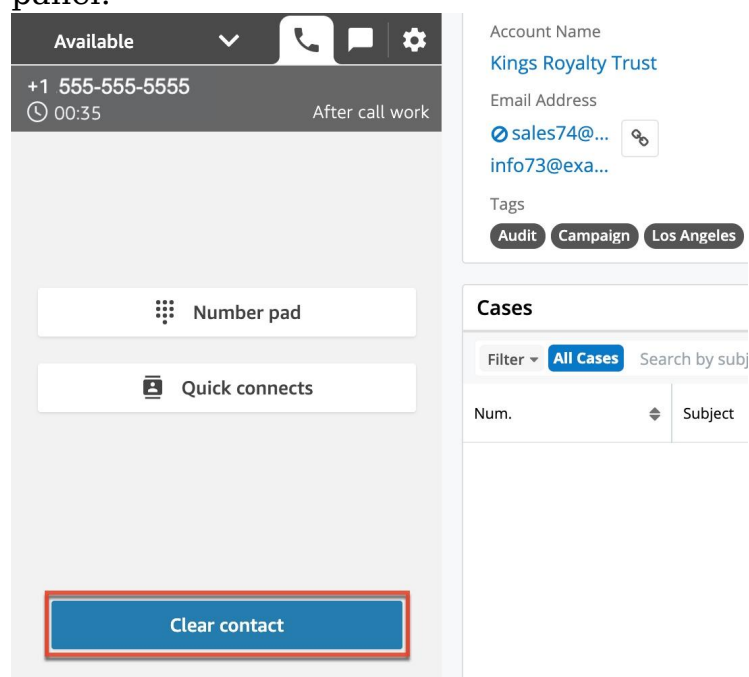 panel.
Available
+1 555-555-5555
00:35 After call work
Number pad
Quick connects
Clear contact
Account Name
Kings Royalty Trust
Email Address
sales74@...
info73@exa...
Tags
Audit Campaign Los Angeles
Cases
Filter All Cases Search by subj
Num. Subject